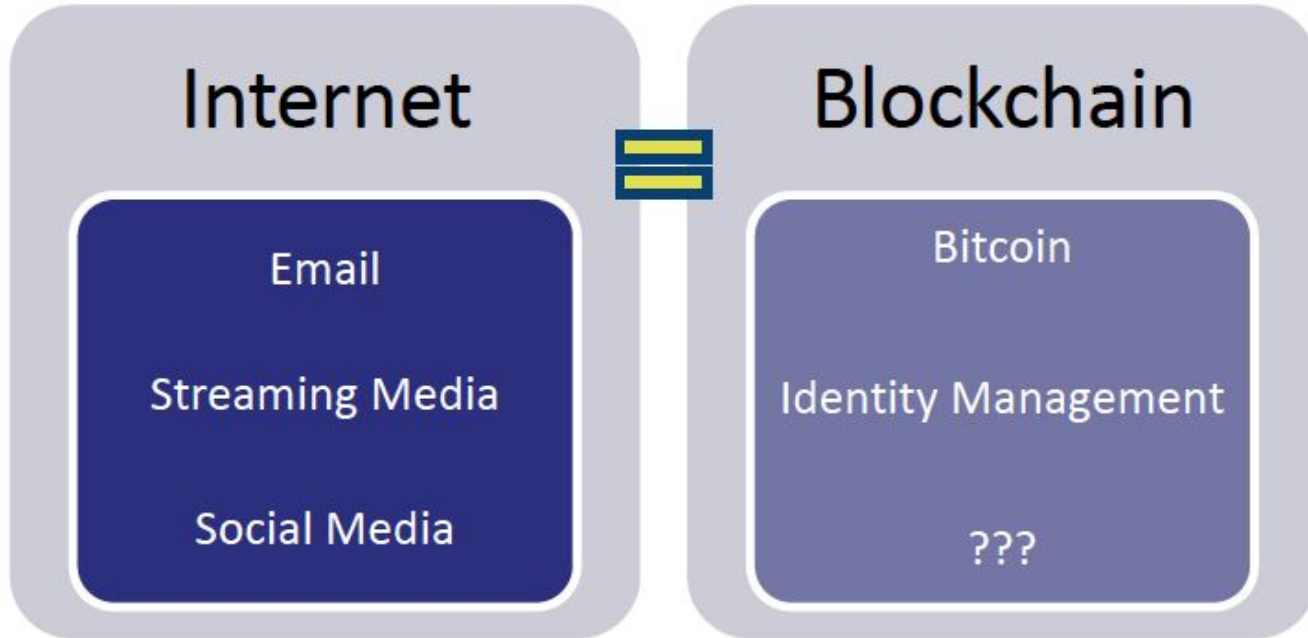 Internet
Email
Streaming Media
Social Media
Blockchain
Bitcoin
Identity Management
???